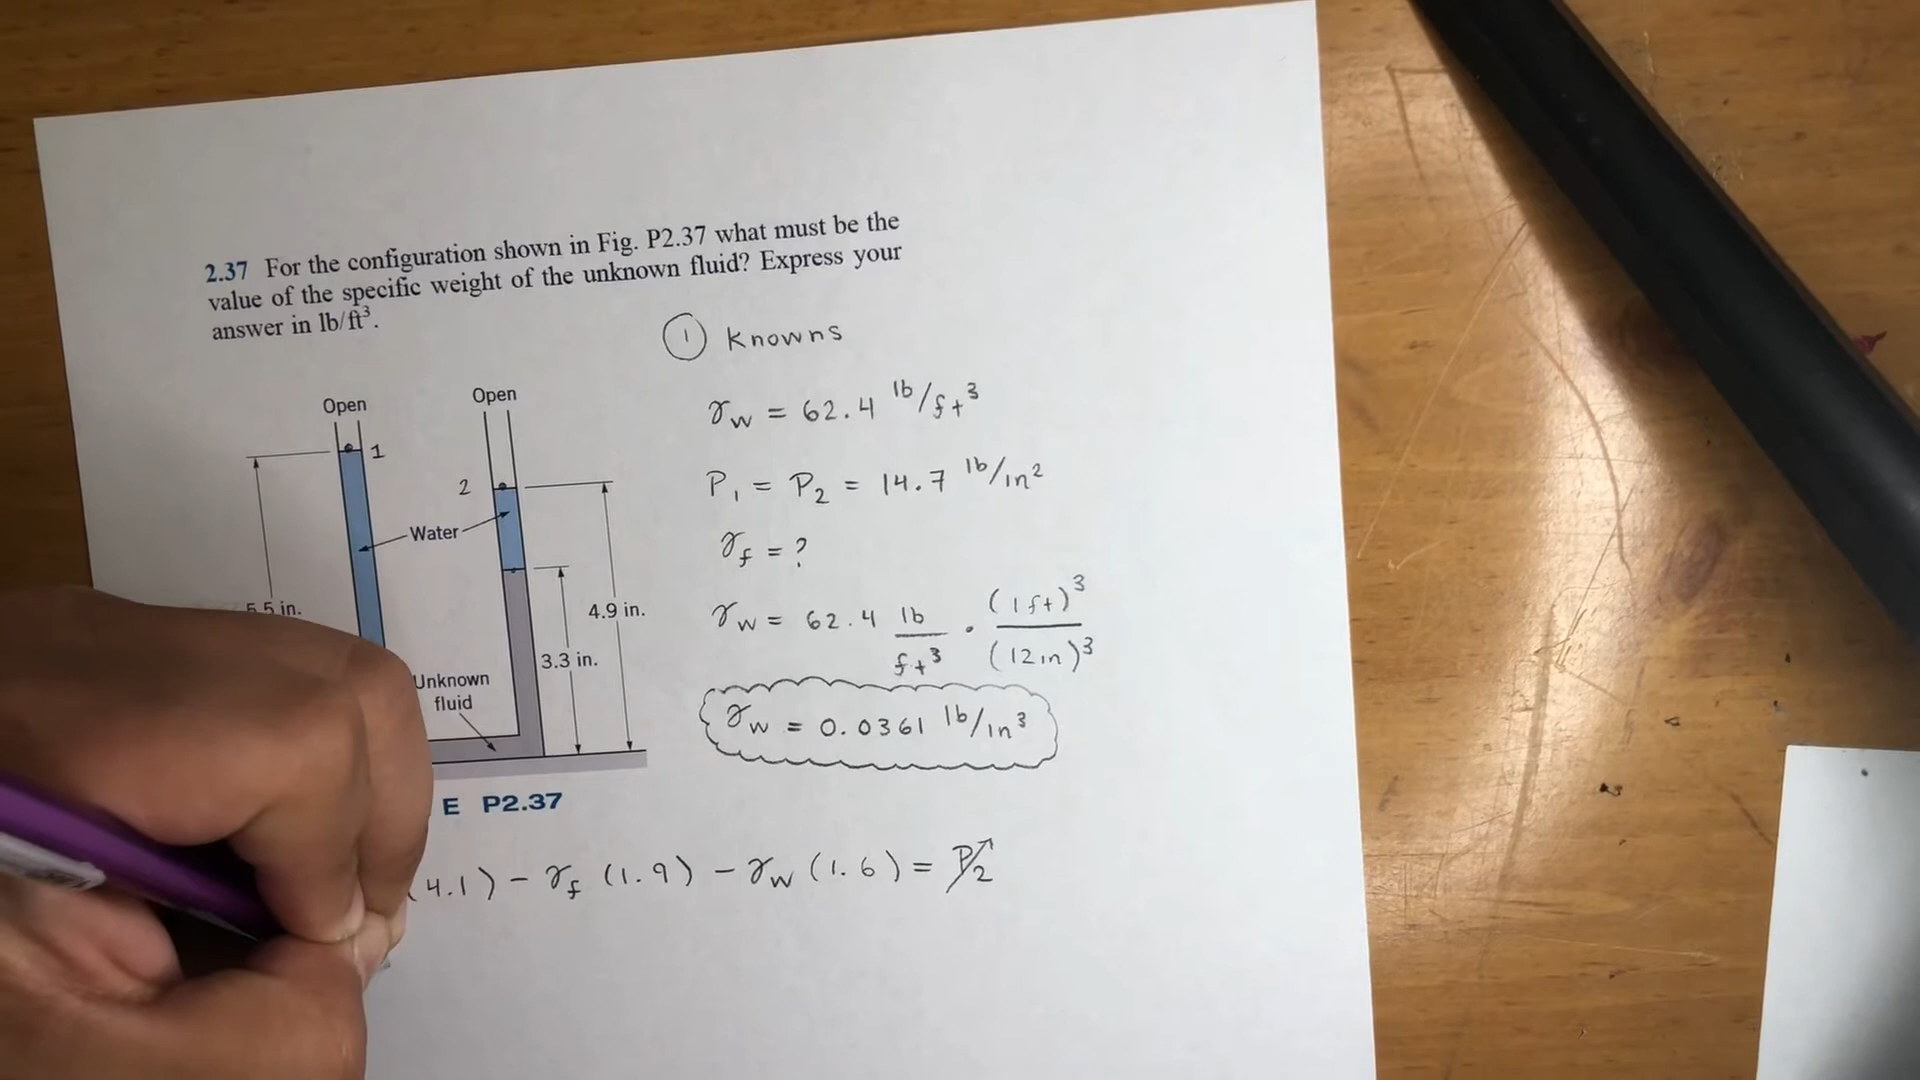 2.37 For the configuration shown in Fig. P2.37 what must be the
value of the specific weight of the unknown fluid? Express your
answer in lb/ft³.
① Knowns
Open
Open
1
2
Water
5.5 in.
4.9 in.
3.3 in.
Unknown
fluid
E P2.37
γw = 62.4 lb/ft³
P₁ = P₂ = 14.7 lb/in²
γf = ?
γw = 62.4 lb/ft³ · (1ft)³/(12in)³
γw = 0.0361 lb/in³
(4.1) - γf (1.9) - γw (1.6) = P₂